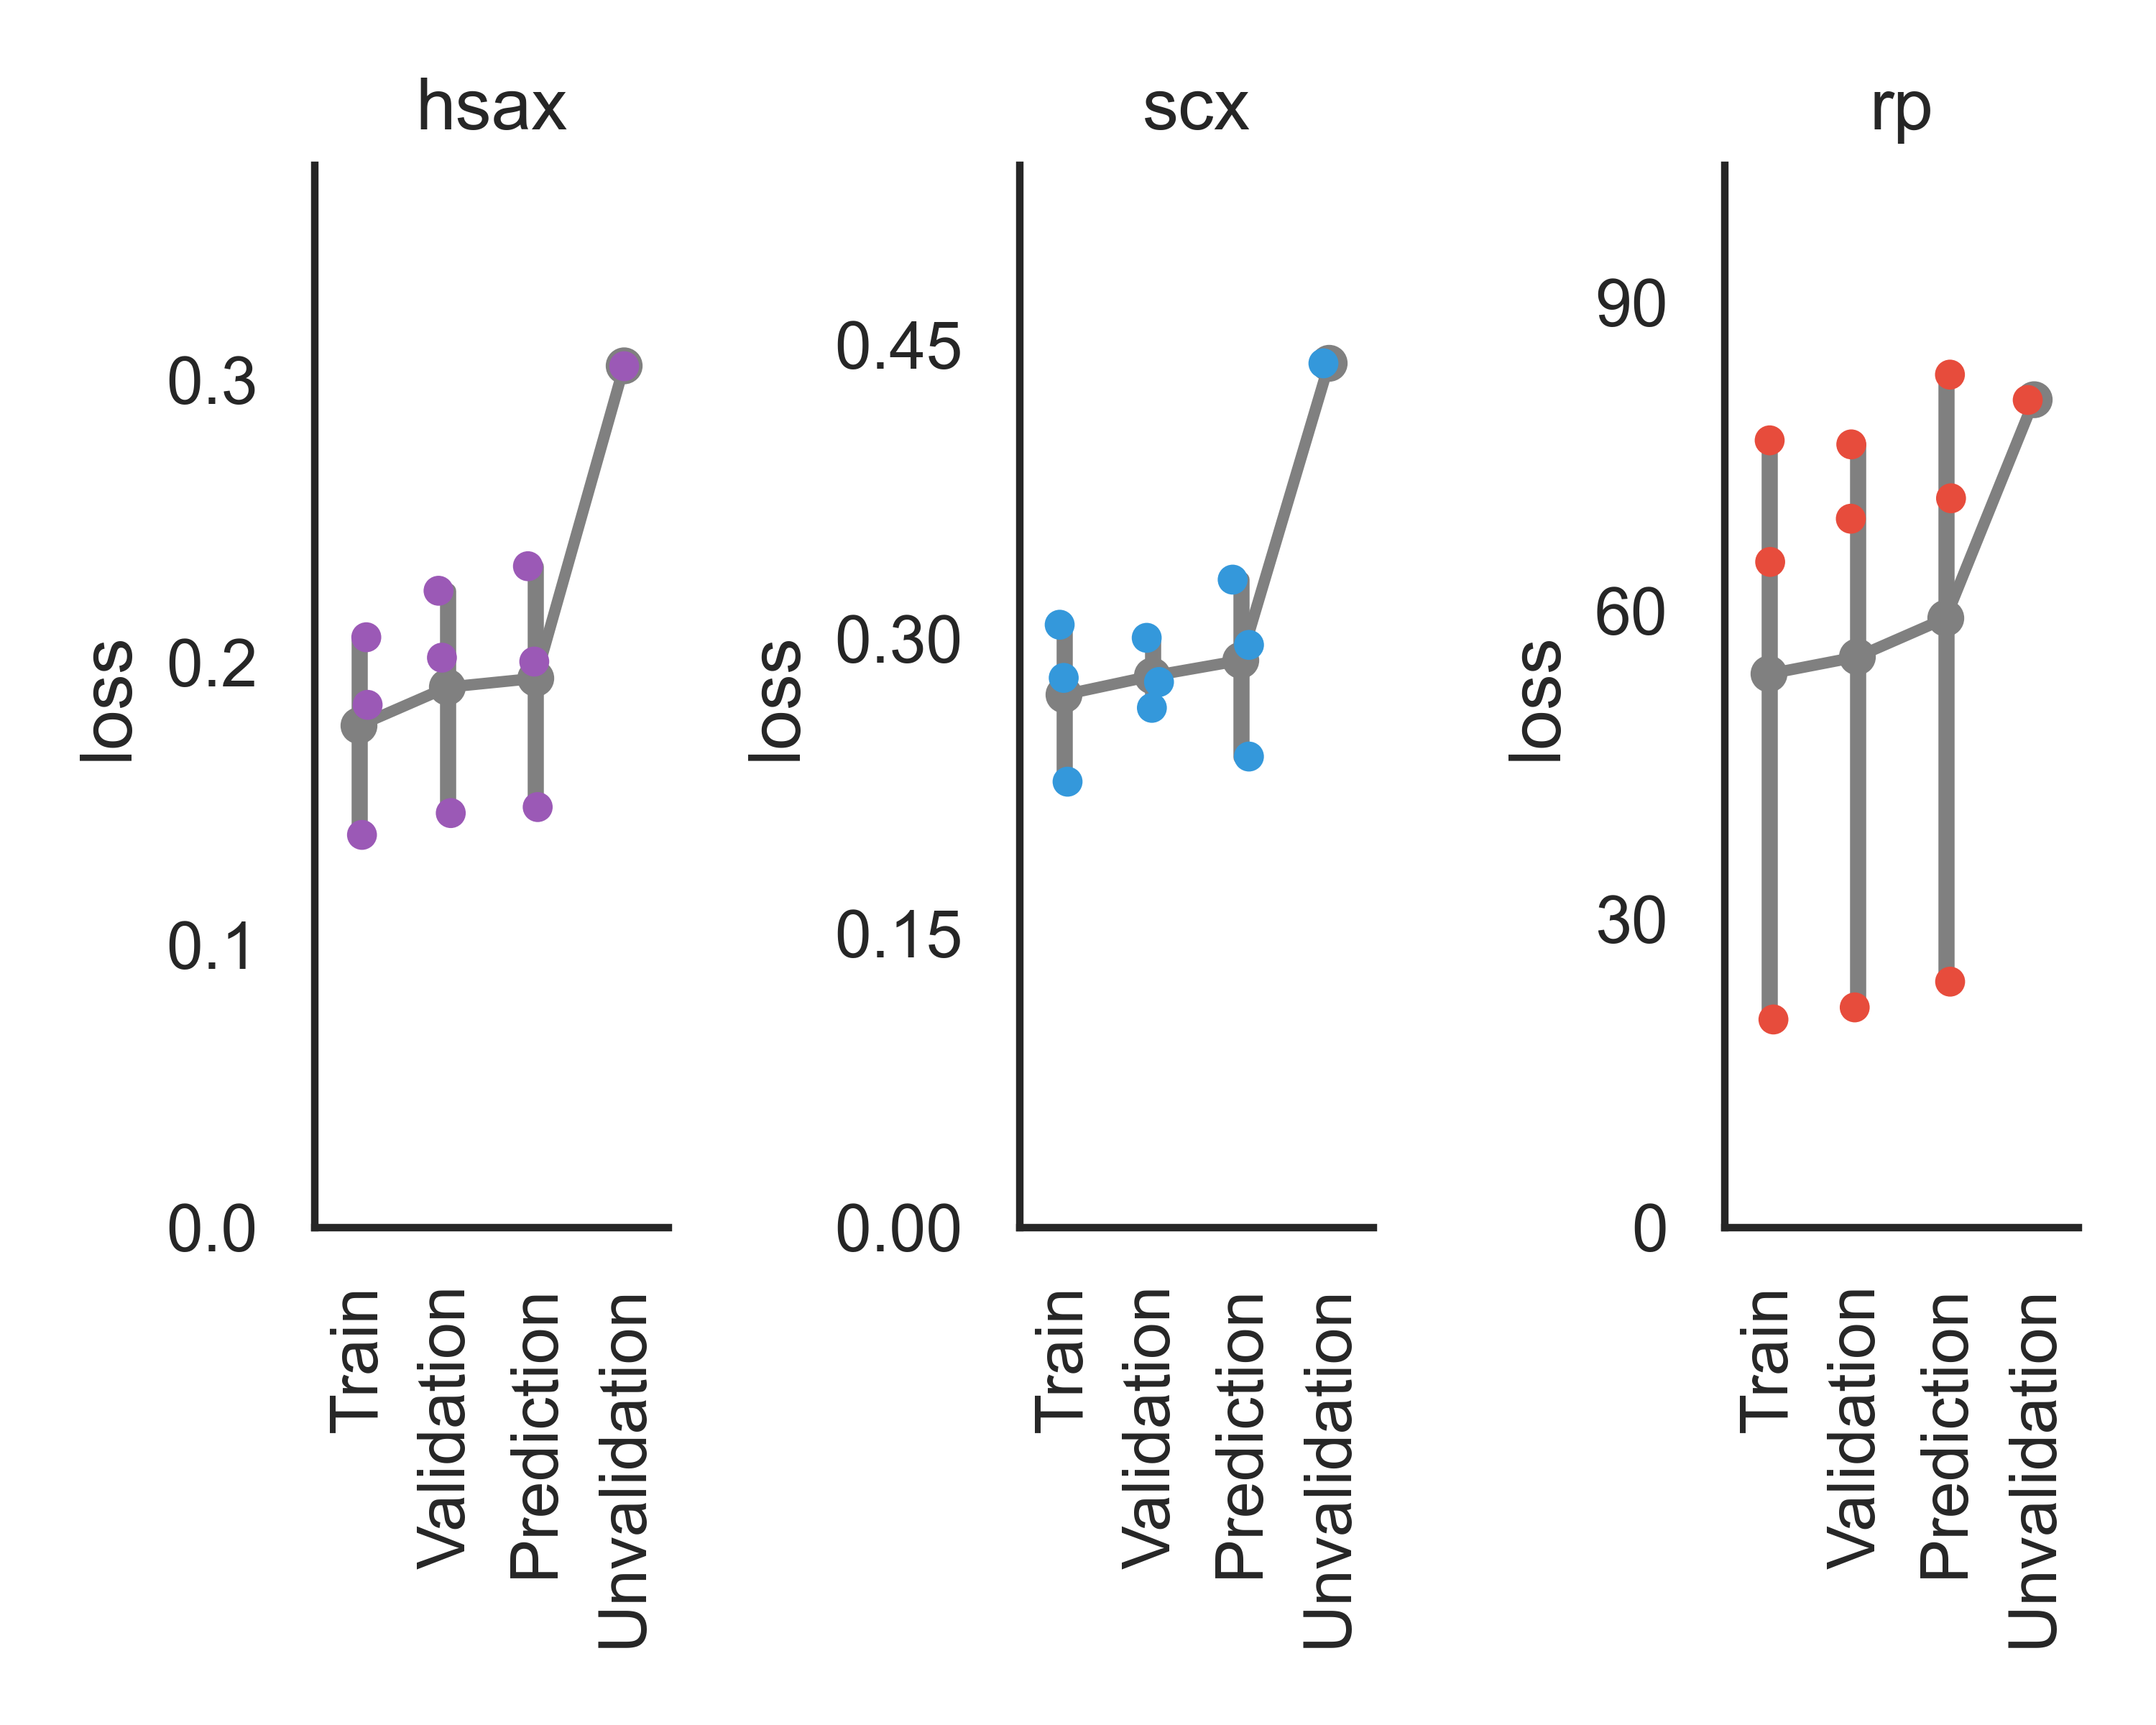 hsax
loss
0.3
0.2
0.1
0.0
Train
Validation
Prediction
Unvalidation
scx
loss
0.45
0.30
0.15
0.00
Train
Validation
Prediction
Unvalidation
rp
loss
90
60
30
0
Train
Validation
Prediction
Unvalidation